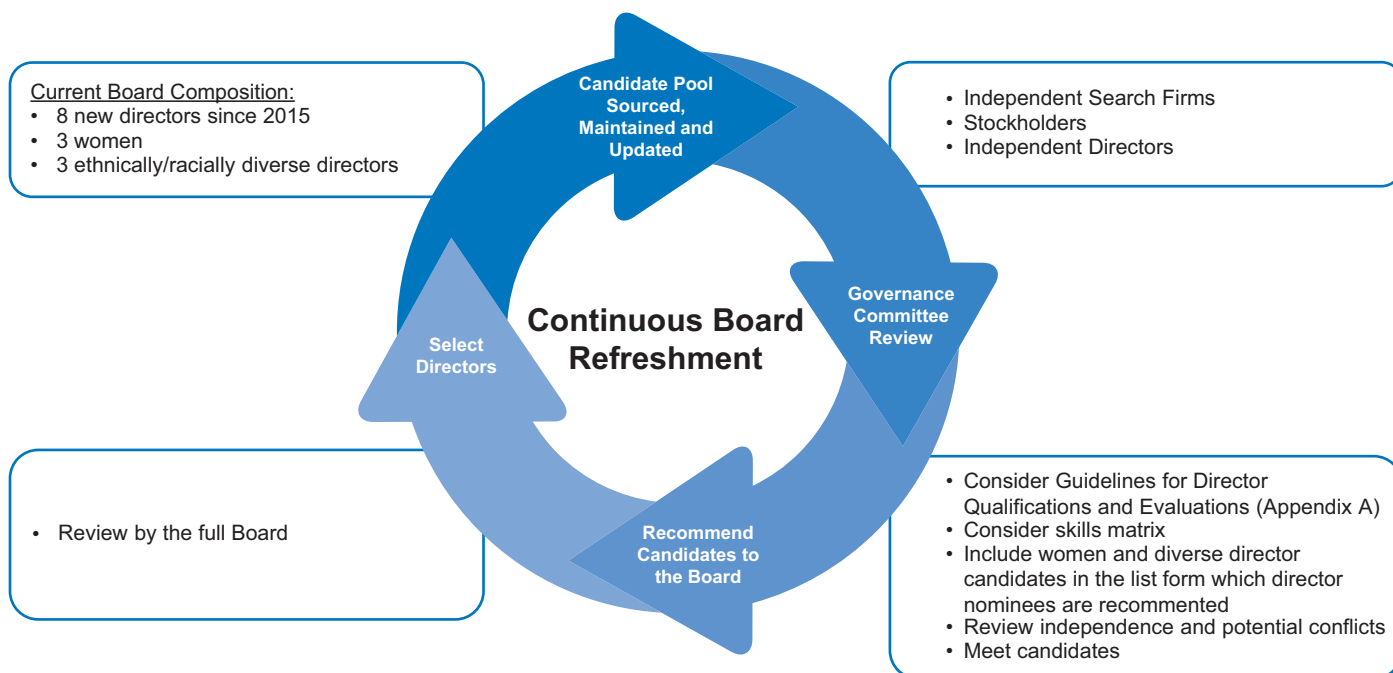 Current Board Composition:
• 8 new directors since 2015
• 3 women
• 3 ethnically/racially diverse directors
Candidate Pool
Sourced,
Maintained and
Updated
• Independent Search Firms
• Stockholders
• Independent Directors
Governance
Committee
Review
Continuous Board
Refreshment
Select
Directors
• Consider Guidelines for Director
Qualifications and Evaluations (Appendix A)
• Consider skills matrix
• Include women and diverse director
candidates in the list form which director
nominees are recommented
• Review independence and potential conflicts
• Meet candidates
Recommend
Candidates to
the Board
• Review by the full Board